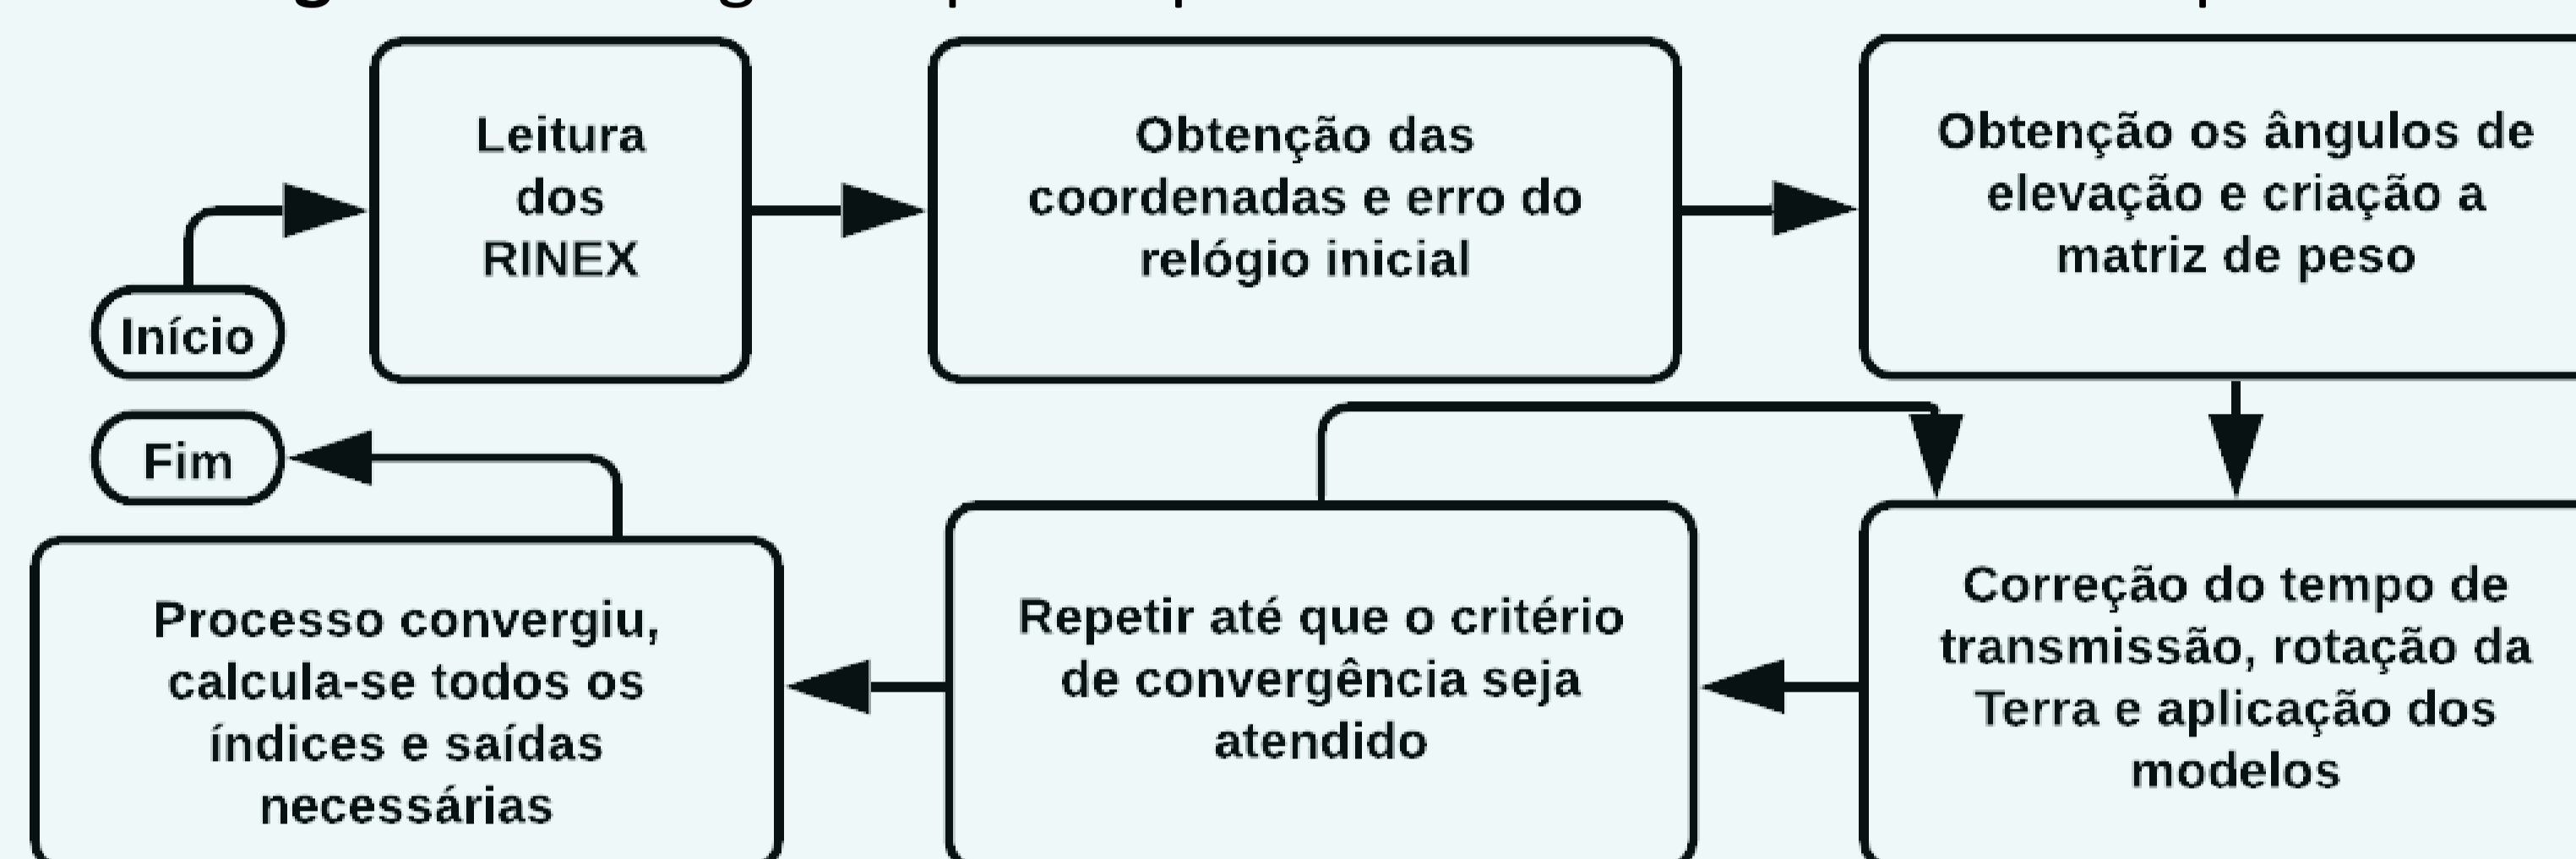 Início
Leitura
dos
RINEX
Obtenção das
coordenadas e erro do
relógio inicial
Obtenção os ângulos de
elevação e criação a
matriz de peso
Correção do tempo de
transmissão, rotação da
Terra e aplicação dos
modelos
Repetir até que o critério
de convergência seja
atendido
Processo convergiu,
calcula-se todos os
índices e saídas
necessárias
Fim